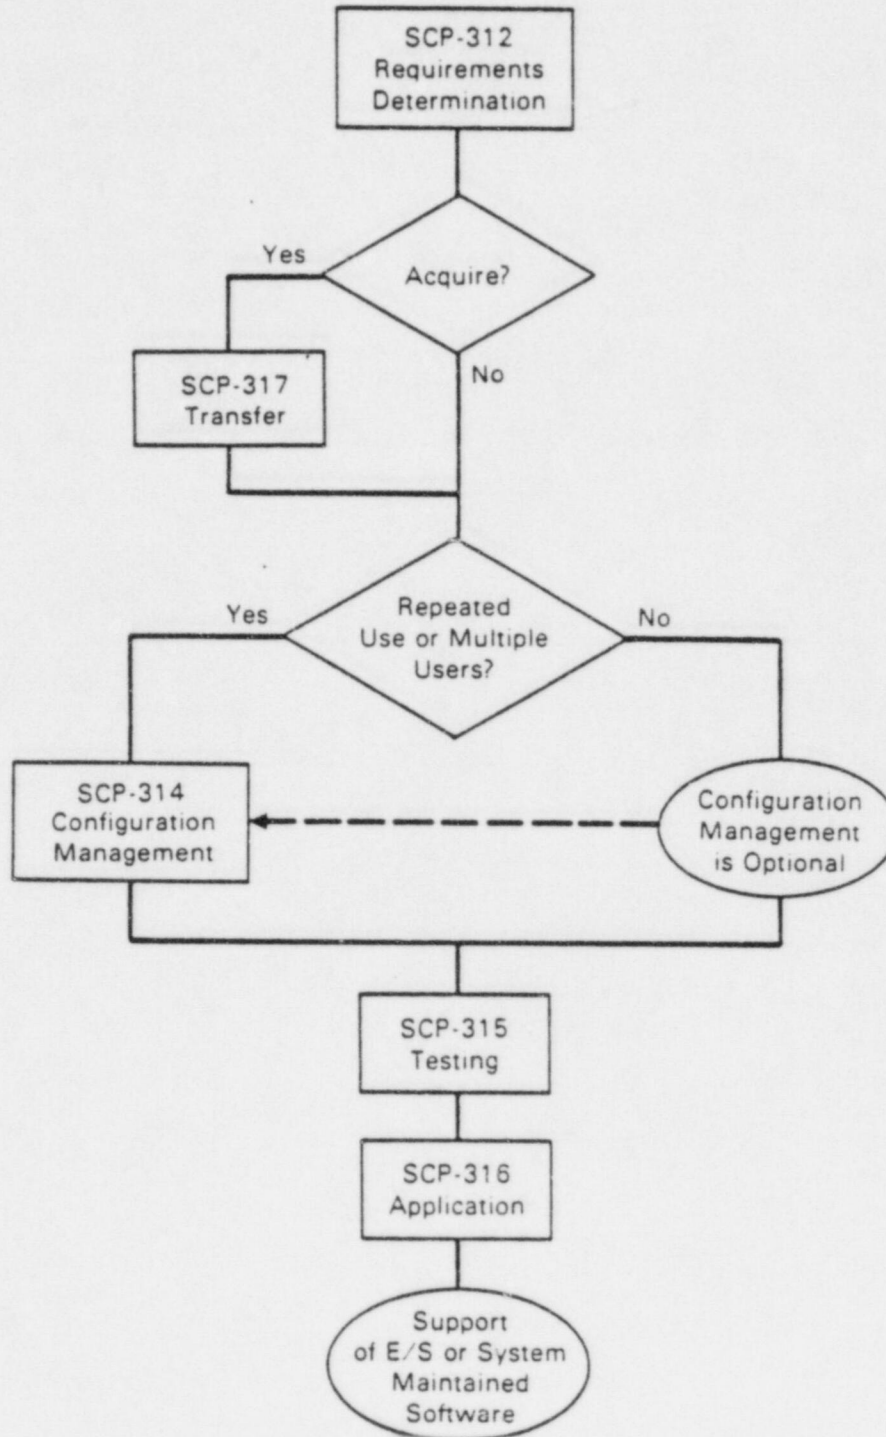 SCP-312
Requirements
Determination
Yes
Acquire?
No
SCP-317
Transfer
Yes
Repeated
Use or Multiple
Users?
No
SCP-314
Configuration
Management
Configuration
Management
is Optional
SCP-315
Testing
SCP-316
Application
Support
of E/S or System
Maintained
Software